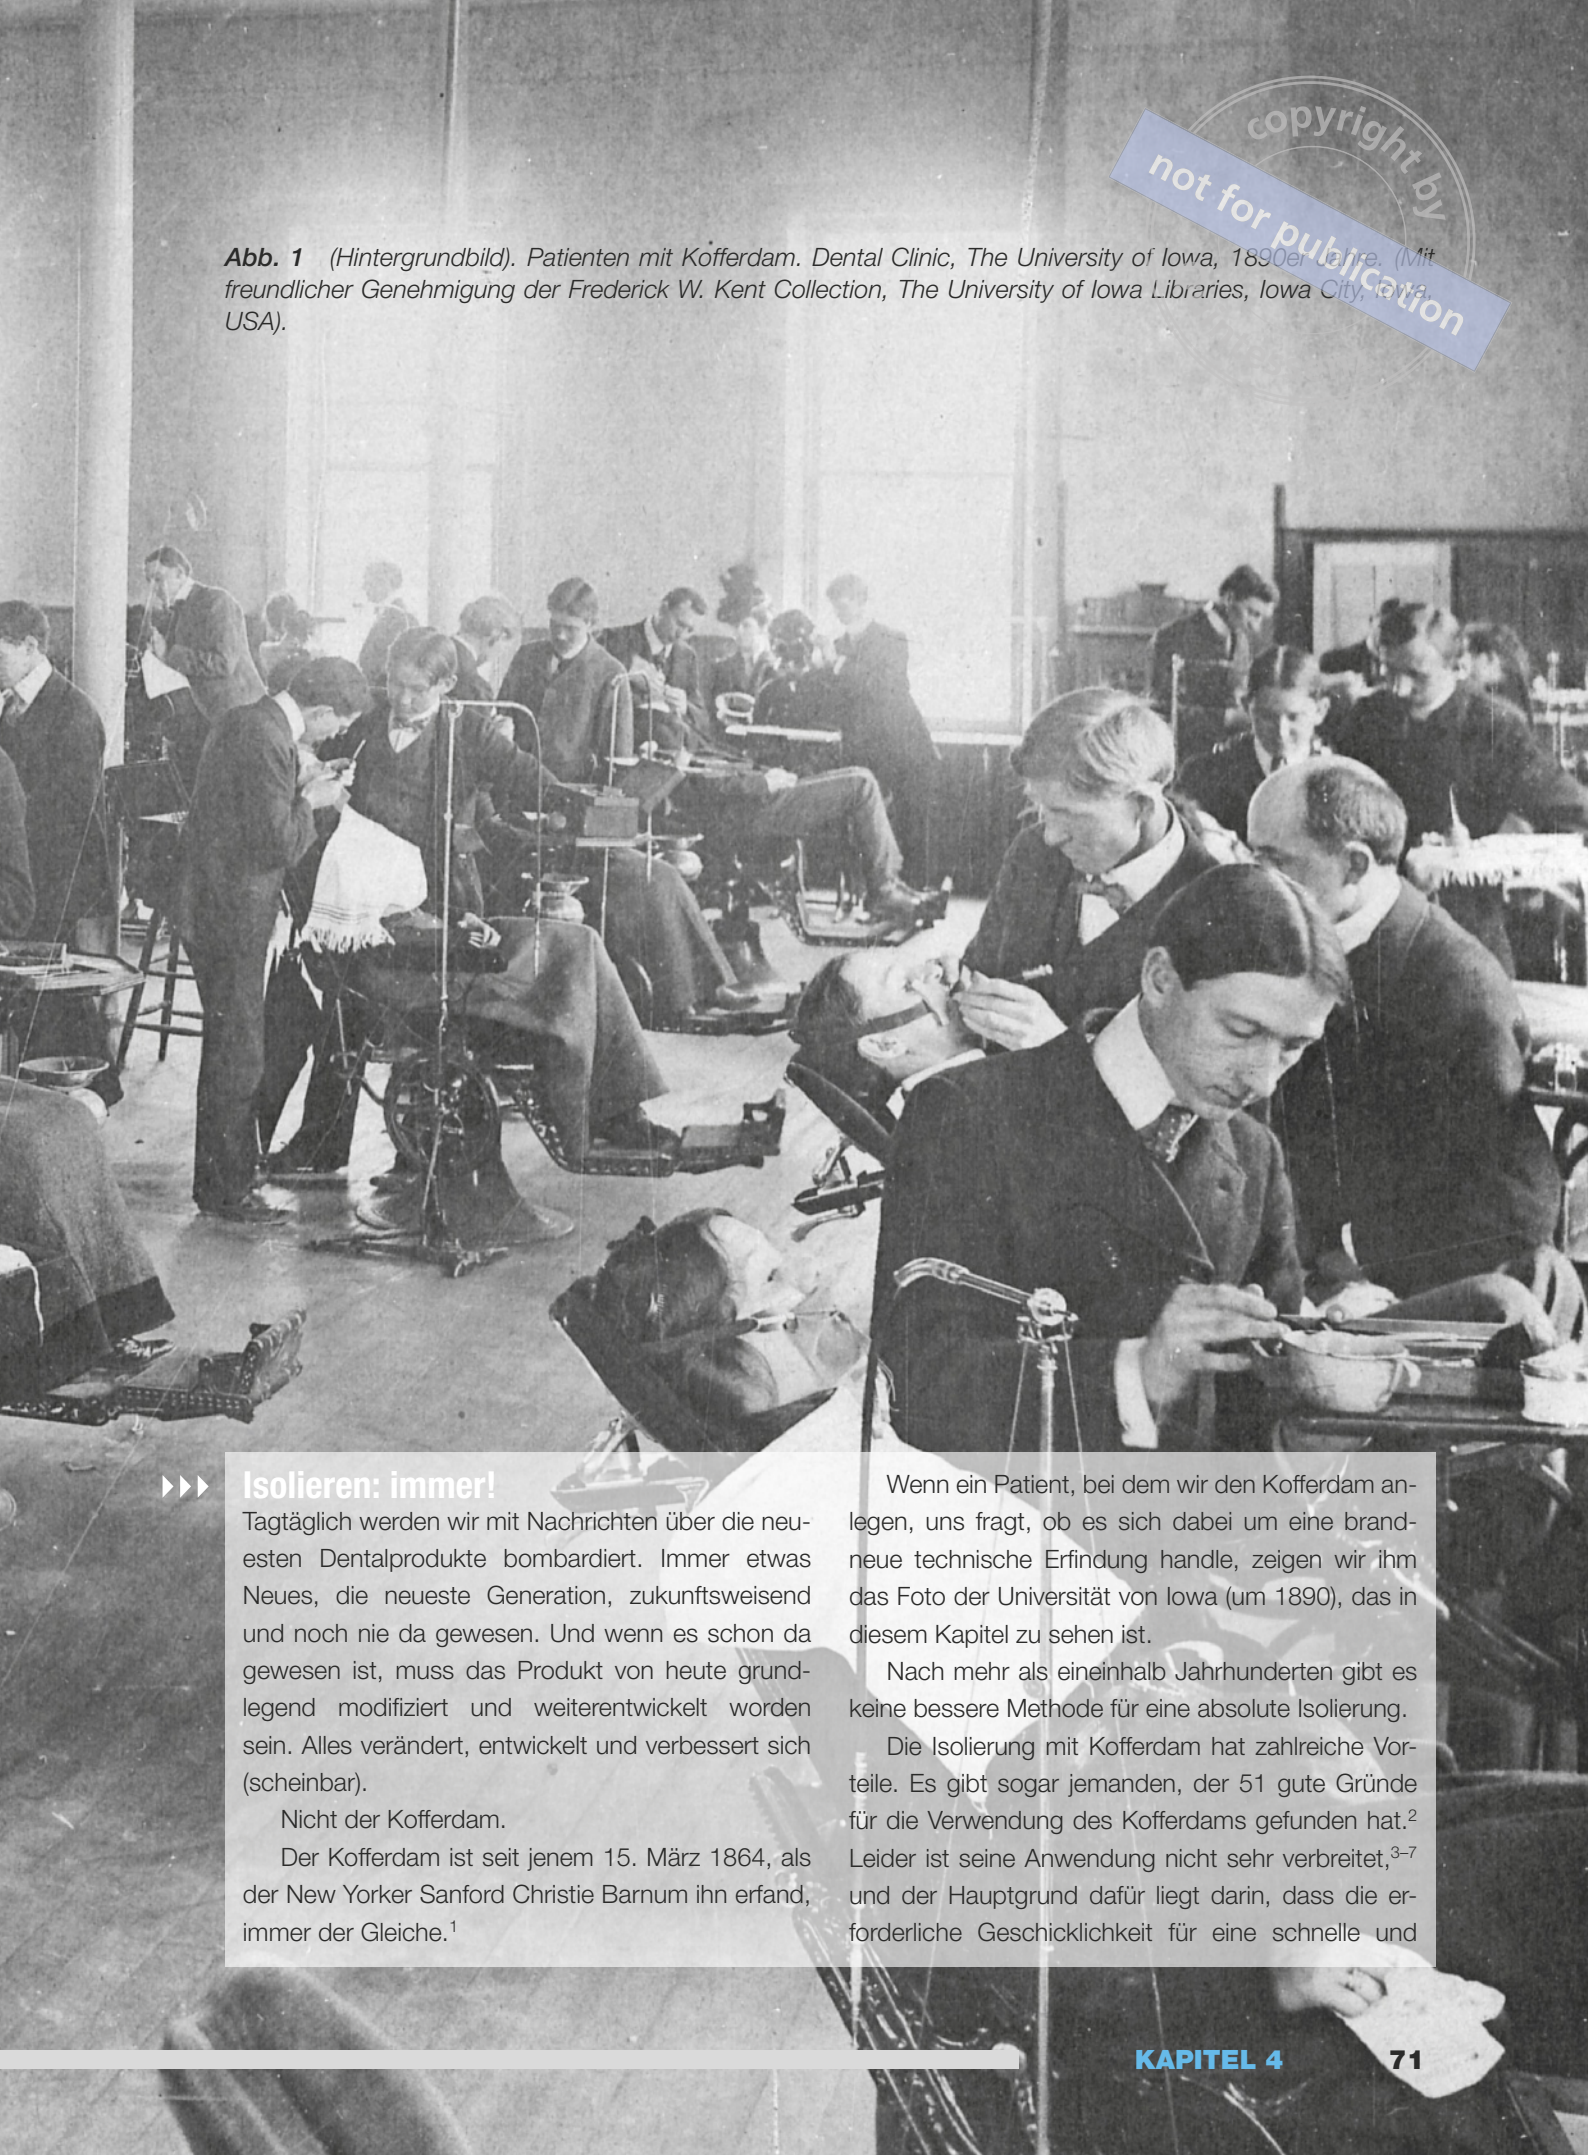 copyright by
not for publication
Abb. 1 (Hintergrundbild). Patienten mit Kofferdam. Dental Clinic, The University of Iowa, 1890er Jahre. (Mit
freundlicher Genehmigung der Frederick W. Kent Collection, The University of Iowa Libraries, Iowa City, Iowa,
USA).
Isolieren: immer!
Tagtäglich werden wir mit Nachrichten über die neu-
esten Dentalprodukte bombardiert. Immer etwas
Neues, die neueste Generation, zukunftsweisend
und noch nie da gewesen. Und wenn es schon da
gewesen ist, muss das Produkt von heute grund-
legend modifiziert und weiterentwickelt worden
sein. Alles verändert, entwickelt und verbessert sich
(scheinbar).
Nicht der Kofferdam.
Der Kofferdam ist seit jenem 15. März 1864, als
der New Yorker Sanford Christie Barnum ihn erfand,
immer der Gleiche.1
Wenn ein Patient, bei dem wir den Kofferdam an-
legen, uns fragt, ob es sich dabei um eine brand-
neue technische Erfindung handle, zeigen wir ihm
das Foto der Universität von Iowa (um 1890), das in
diesem Kapitel zu sehen ist.
Nach mehr als eineinhalb Jahrhunderten gibt es
keine bessere Methode für eine absolute Isolierung.
Die Isolierung mit Kofferdam hat zahlreiche Vor-
teile. Es gibt sogar jemanden, der 51 gute Gründe
für die Verwendung des Kofferdams gefunden hat.2
Leider ist seine Anwendung nicht sehr verbreitet,3–7
und der Hauptgrund dafür liegt darin, dass die er-
forderliche Geschicklichkeit für eine schnelle und
KAPITEL 4 71